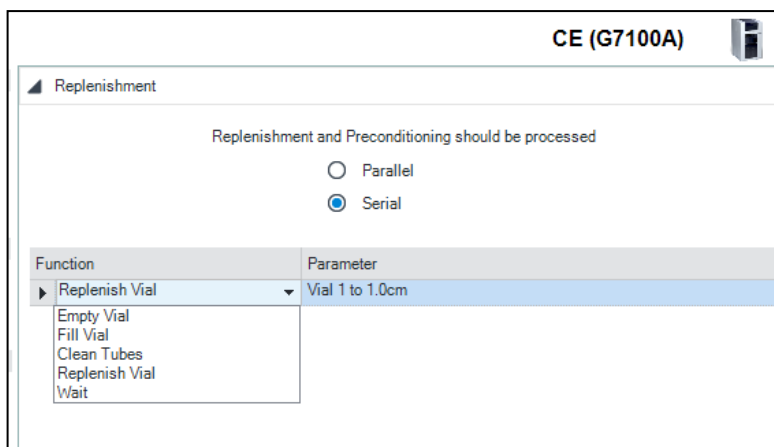 CE (G7100A)
Replenishment
Replenishment and Preconditioning should be processed
Parallel
Serial
Function Parameter
Replenish Vial Vial 1 to 1.0cm
Empty Vial
Fill Vial
Clean Tubes
Replenish Vial
Wait